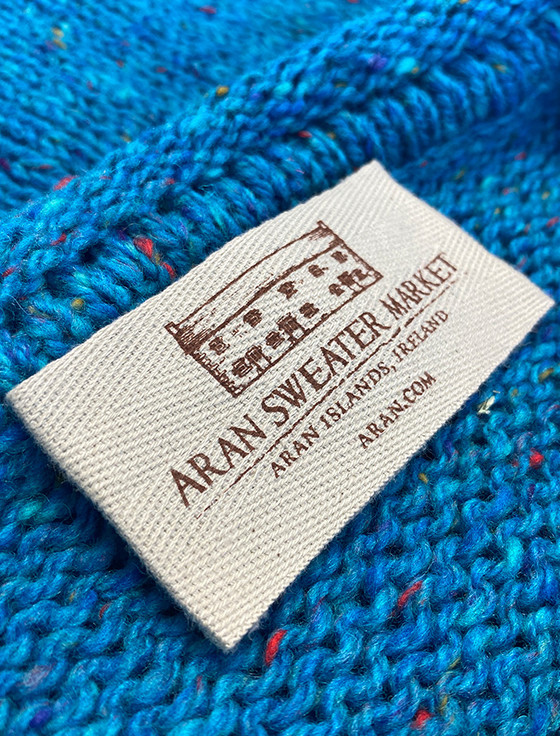 ARAN SWEATER MARKET
ARAN ISLANDS, IRELAND
ARAN.COM